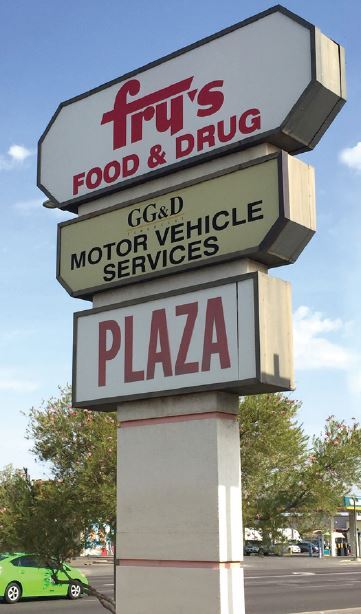 fry's
FOOD & DRUG
GG&D
MOTOR VEHICLE
SERVICES
PLAZA